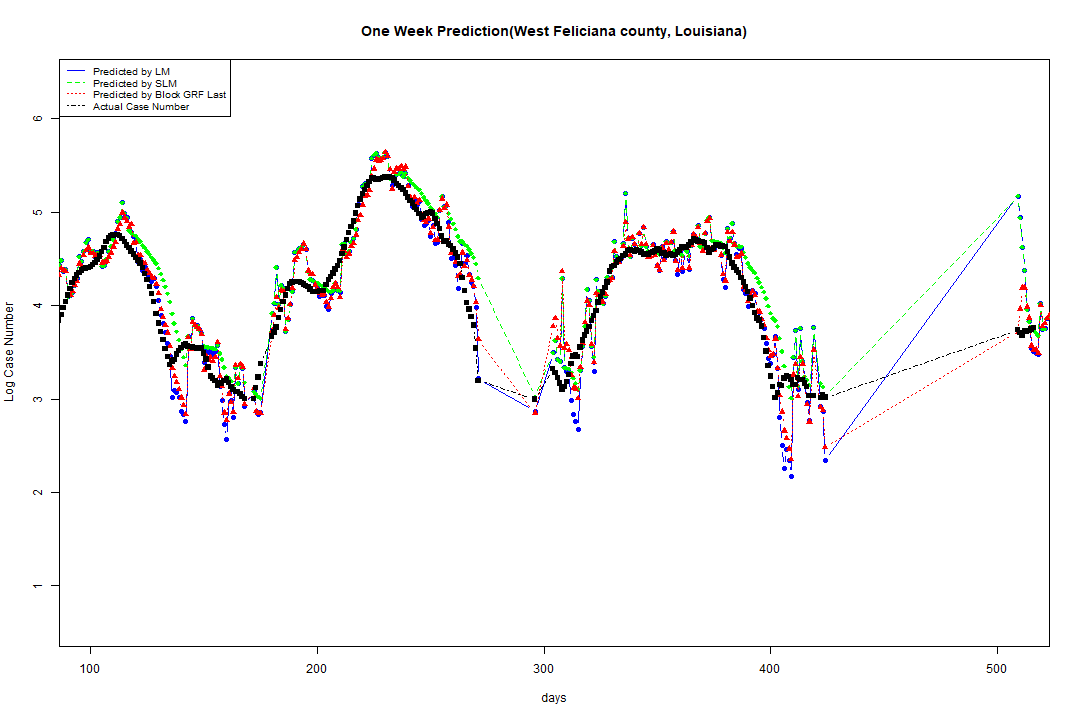 One Week Prediction(West Feliciana county, Louisiana)
Predicted by LM
Predicted by SLM
Predicted by Block GRF Last
Actual Case Number
Log Case Number
6
5
4
3
2
1
100 200 300 400 500
days